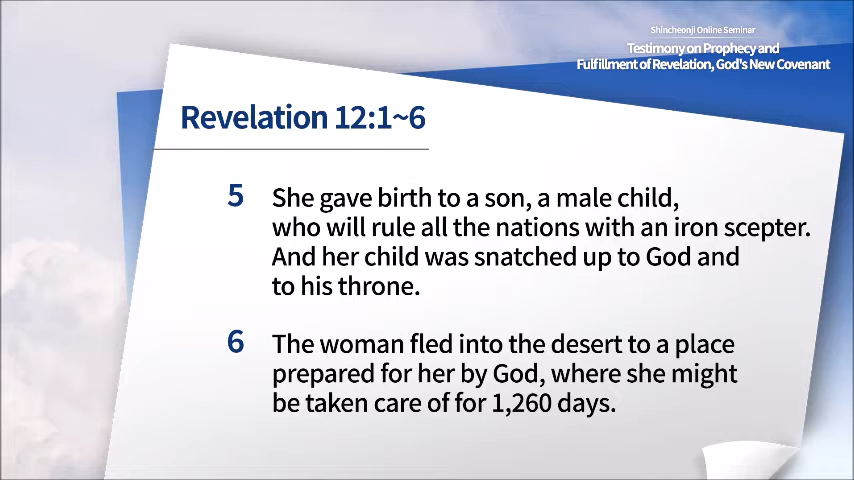 Shincheonji Online Seminar
Testimony on Prophecy and
Fulfillment of Revelation, God's New Covenant
Revelation 12:1~6
5 She gave birth to a son, a male child,
who will rule all the nations with an iron scepter.
And her child was snatched up to God and
to his throne.
6 The woman fled into the desert to a place
prepared for her by God, where she might
be taken care of for 1,260 days.